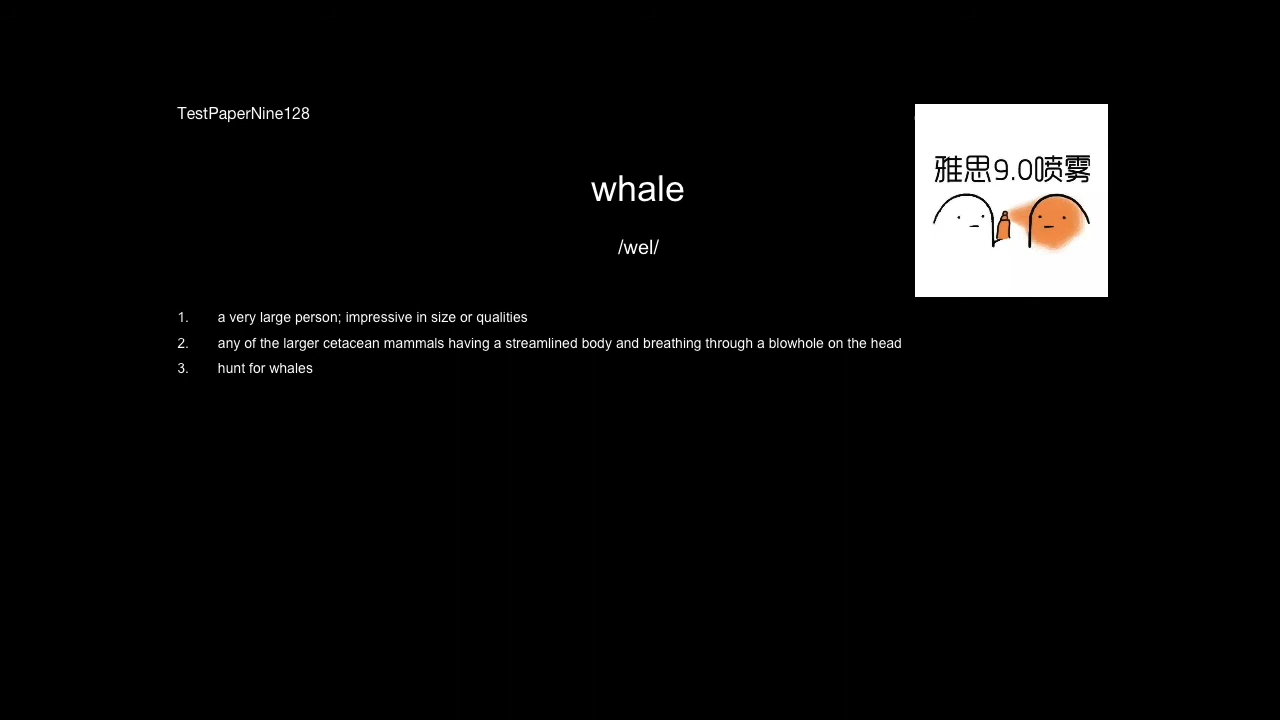 TestPaperNine128
雅思9.0喷雾
whale
/wel/
1. a very large person; impressive in size or qualities
2. any of the larger cetacean mammals having a streamlined body and breathing through a blowhole on the head
3. hunt for whales